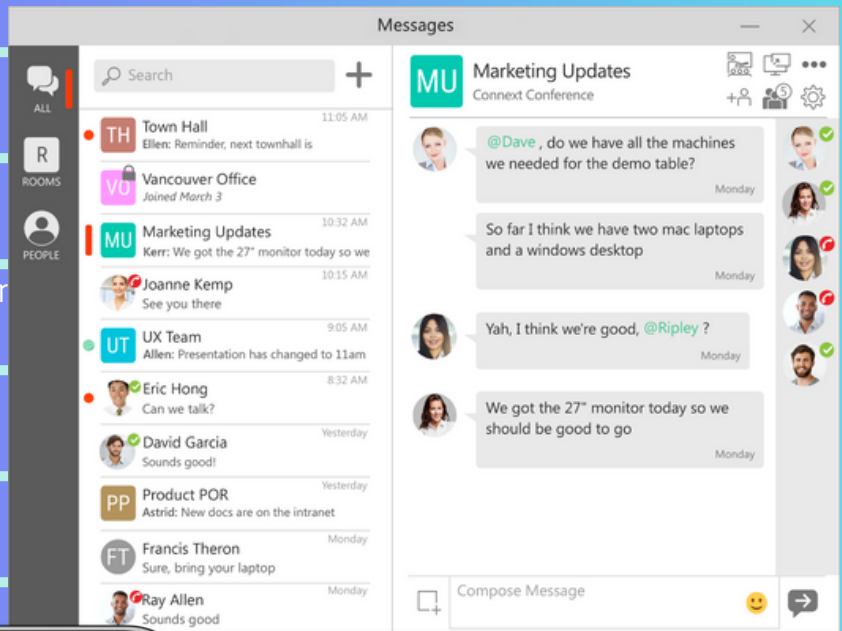 Messages
ALL
R
ROOMS
PEOPLE
Search
11:05 AM
TH
Town Hall
Ellen: Reminder, next townhall is
VO
Vancouver Office
Joined March 3
10:32 AM
MU
Marketing Updates
Kerr: We got the 27" monitor today so we
10:15 AM
Joanne Kemp
See you there
9:05 AM
UT
UX Team
Allen: Presentation has changed to 11am
8:32 AM
Eric Hong
Can we talk?
Yesterday
David Garcia
Sounds good!
Yesterday
PP
Product POR
Astrid: New docs are on the intranet
Monday
FT
Francis Theron
Sure, bring your laptop
Monday
Ray Allen
Sounds good
MU
Marketing Updates
Connext Conference
5
@Dave , do we have all the machines
we needed for the demo table?
Monday
So far I think we have two mac laptops
and a windows desktop
Monday
Yah, I think we're good, @Ripley ?
Monday
We got the 27" monitor today so we
should be good to go
Monday
Compose Message